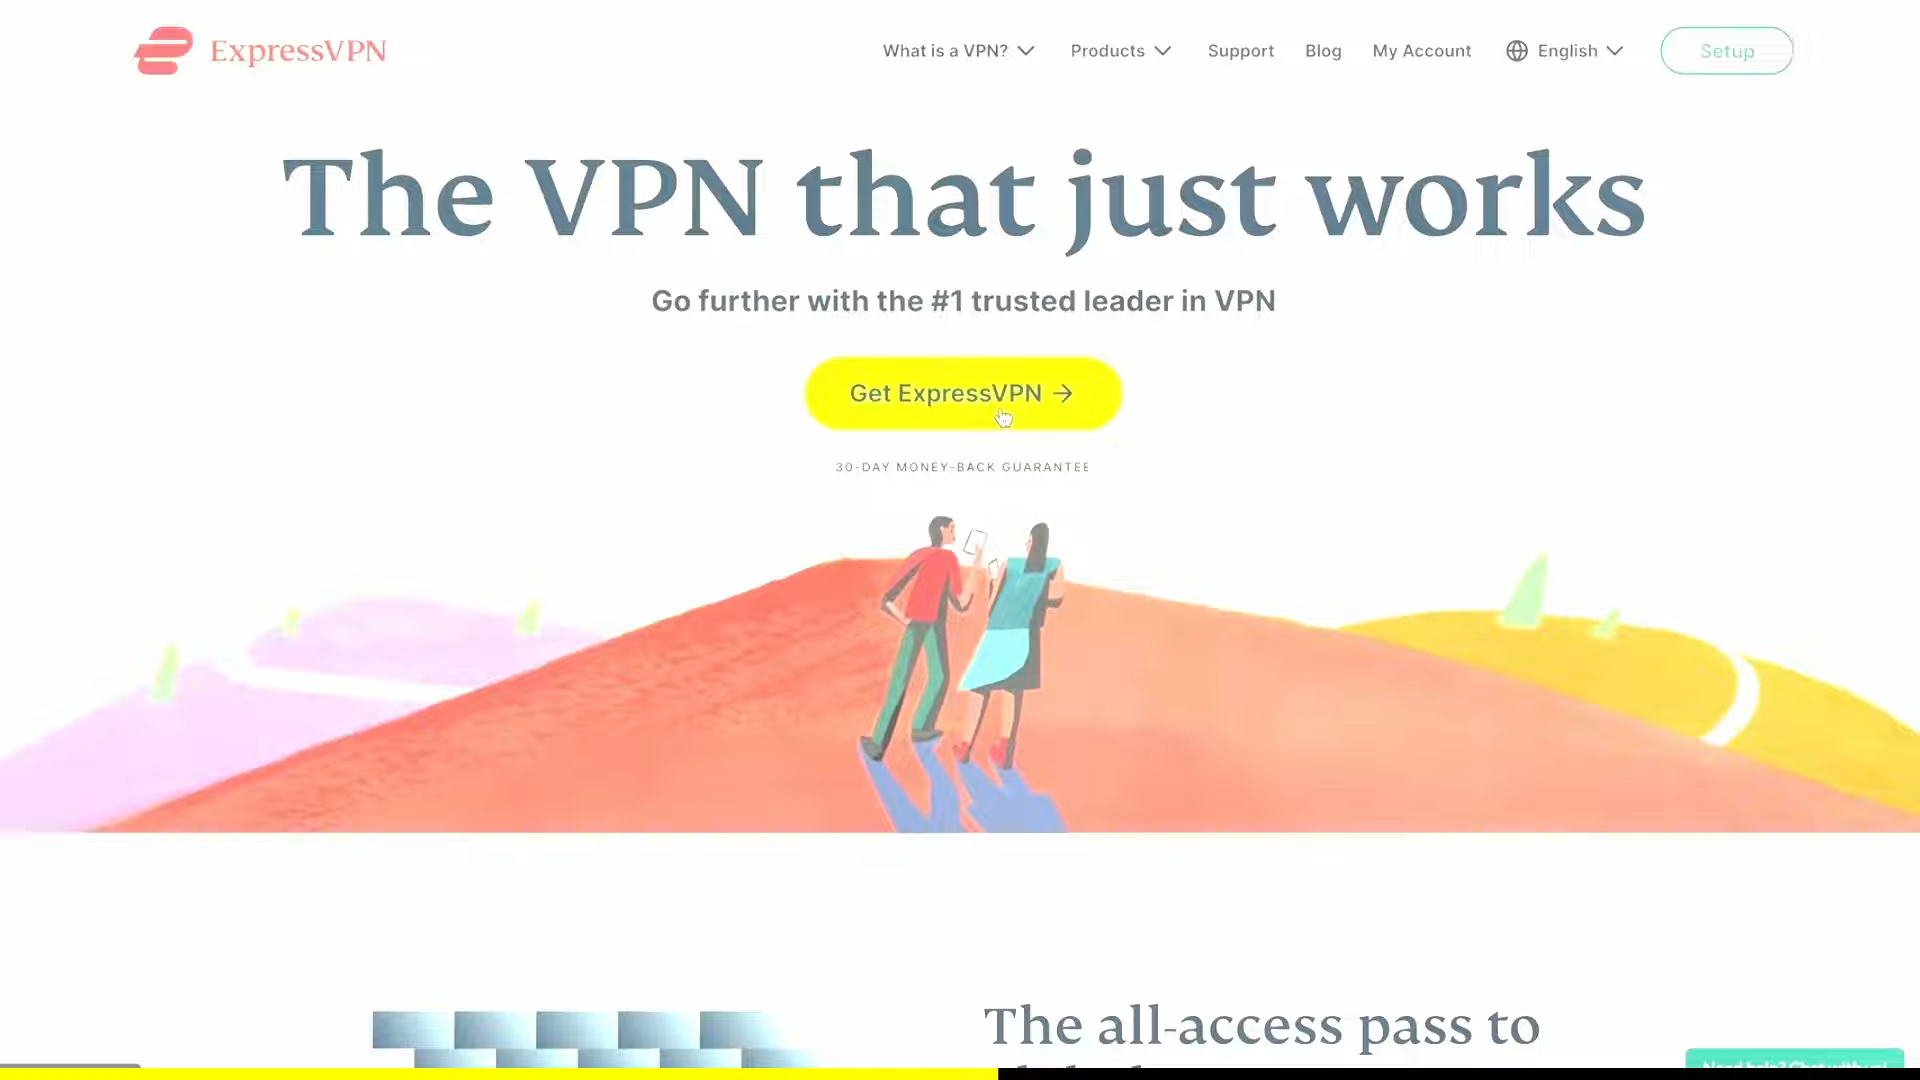 ExpressVPN
What is a VPN?
Products
Support
Blog
My Account
English
Setup
The VPN that just works
Go further with the #1 trusted leader in VPN
Get ExpressVPN →
30-DAY MONEY-BACK GUARANTEE
The all-access pass to